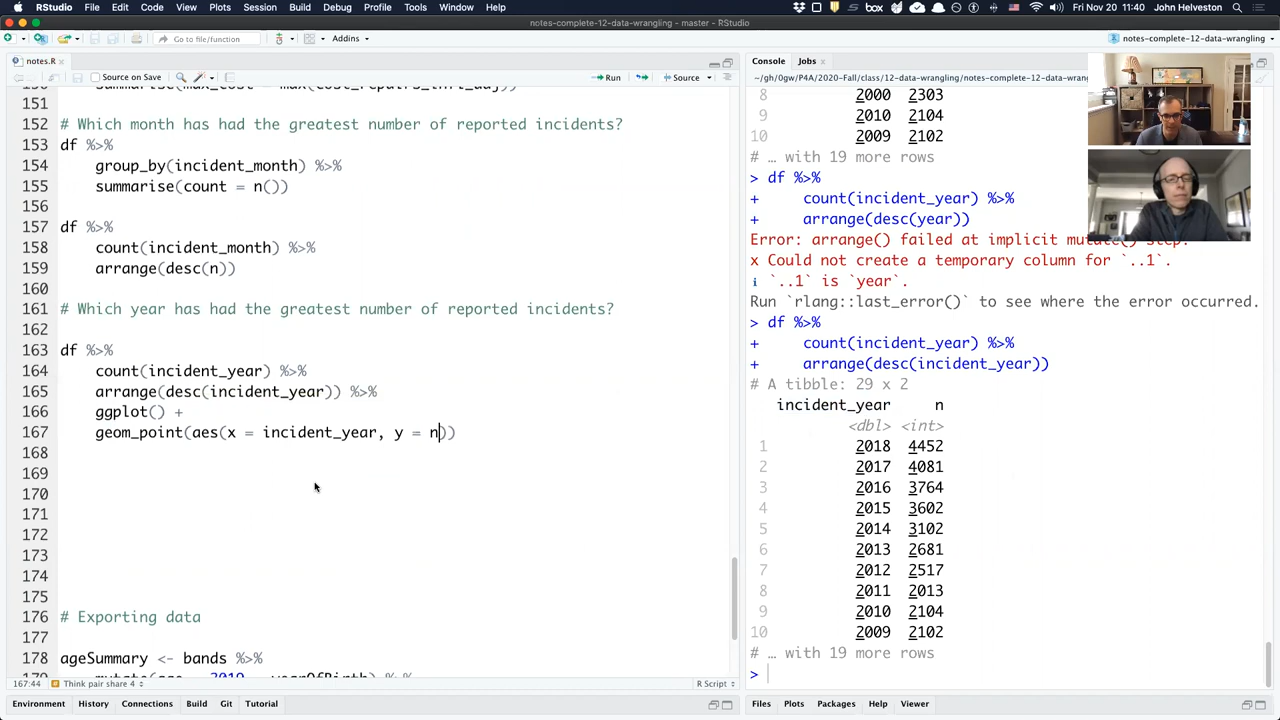 RStudio File Edit Code View Plots Session Build Debug Profile Tools Window Help
box
Fri Nov 20 11:40 John Helveston
notes-complete-12-data-wrangling - master - RStudio
Go to file/function Addins
notes-complete-12-data-wrangling
notes.R
Source on Save Run Source
151
152 # Which month has had the greatest number of reported incidents?
153 df %>%
154 group_by(incident_month) %>%
155 summarise(count = n())
156
157 df %>%
158 count(incident_month) %>%
159 arrange(desc(n))
160
161 # Which year has had the greatest number of reported incidents?
162
163 df %>%
164 count(incident_year) %>%
165 arrange(desc(incident_year)) %>%
166 ggplot() +
167 geom_point(aes(x = incident_year, y = n))
168
169
170
171
172
173
174
175
176 # Exporting data
177
178 ageSummary <- bands %>%
167:44 Think pair share 4 R Script
Environment History Connections Build Git Tutorial
Console Jobs
~/gh/0gw/P4A/2020-Fall/class/12-data-wrangling/notes-complete-12-data-wrang
8 2000 2303
9 2010 2104
10 2009 2102
# … with 19 more rows
> df %>%
+ count(incident_year) %>%
+ arrange(desc(year))
Error: arrange() failed at implicit mutate() step.
x Could not create a temporary column for `..1`.
i `..1` is `year`.
Run `rlang::last_error()` to see where the error occurred.
> df %>%
+ count(incident_year) %>%
+ arrange(desc(incident_year))
# A tibble: 29 x 2
incident_year n
<dbl> <int>
1 2018 4452
2 2017 4081
3 2016 3764
4 2015 3602
5 2014 3102
6 2013 2681
7 2012 2517
8 2011 2013
9 2010 2104
10 2009 2102
# … with 19 more rows
>
Files Plots Packages Help Viewer